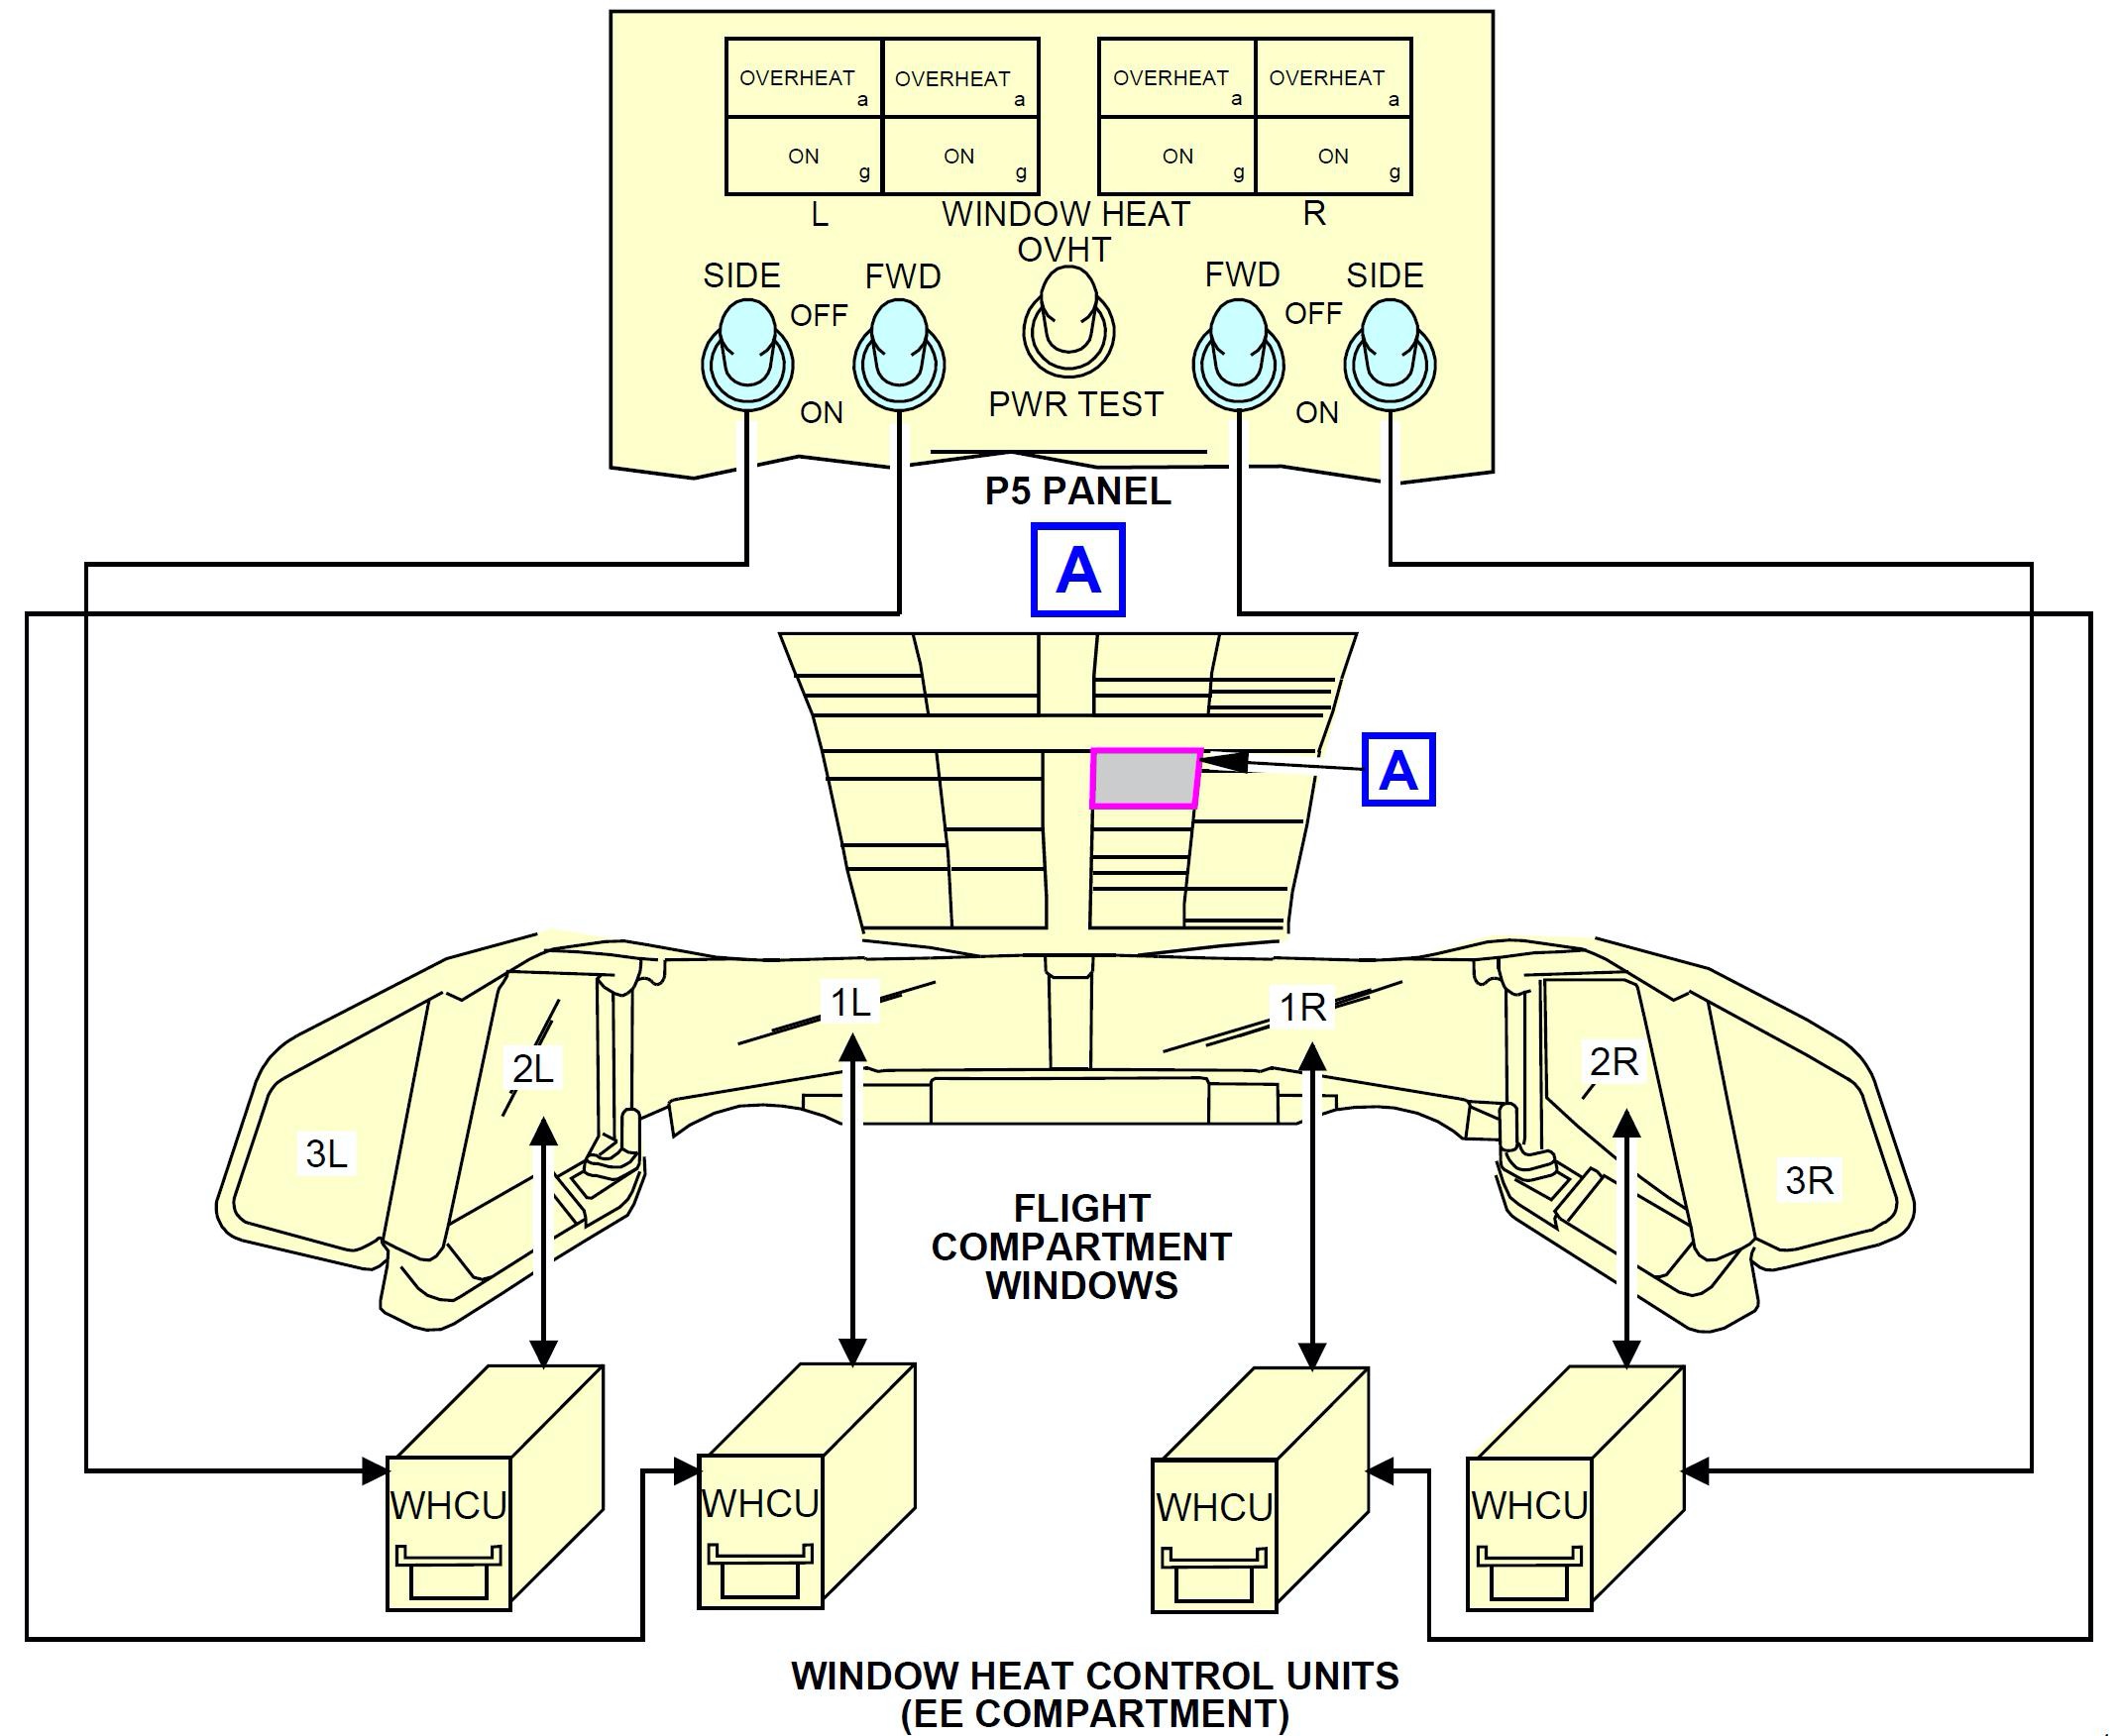 OVERHEAT a OVERHEAT a OVERHEAT a OVERHEAT a
ON g ON g ON g ON g
L WINDOW HEAT R
OVHT
SIDE FWD FWD SIDE
OFF OFF
ON PWR TEST ON
P5 PANEL
A
A
1L 1R
2L 2R
3L 3R
FLIGHT
COMPARTMENT
WINDOWS
WHCU WHCU WHCU WHCU
WINDOW HEAT CONTROL UNITS
(EE COMPARTMENT)